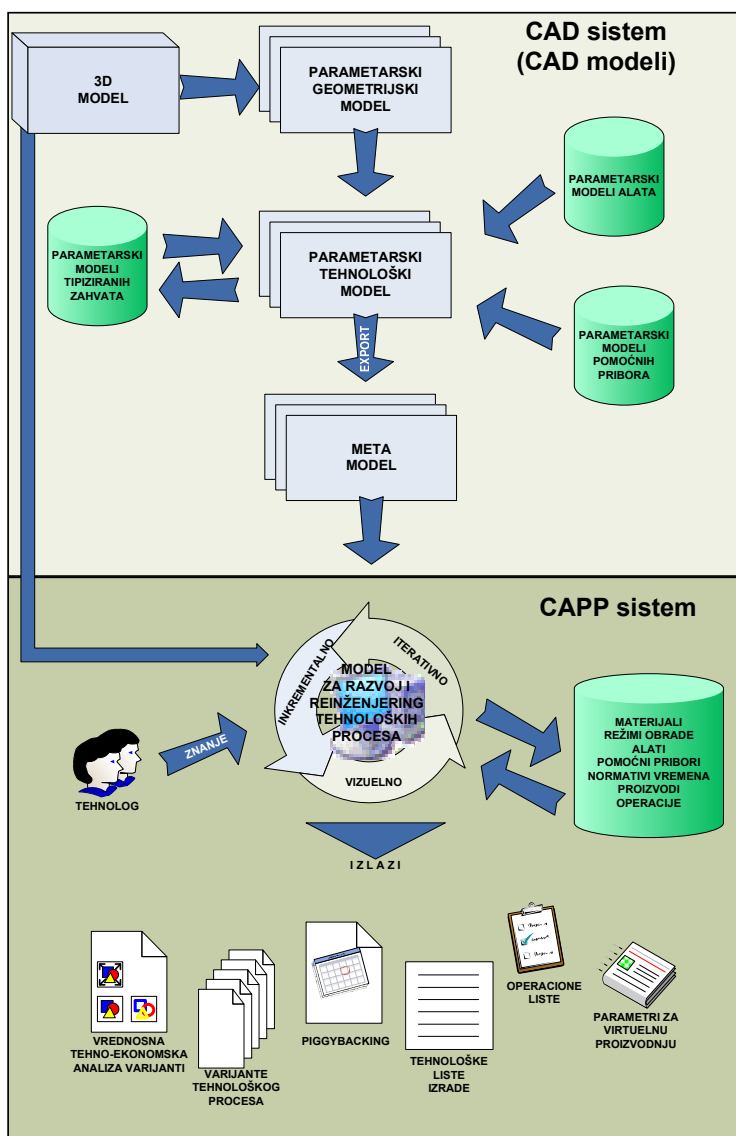 CAD sistem
(CAD modeli)
3D
MODEL
PARAMETARSKI
GEOMETRIJSKI
MODEL
PARAMETARSKI
MODELI ALATA
PARAMETARSKI
MODELI
TIPIZIRANIH
ZAHVATA
PARAMETARSKI
TEHNOLOŠKI
MODEL
PARAMETARSKI
MODELI
POMOĆNIH
PRIBORA
EXPORT
META
MODEL
CAPP sistem
INKREMENTALNO
ITERATIVNO
VIZUELNO
MODEL
ZA RAZVOJ I
REINŽENJERING
TEHNOLOŠKIH
PROCESA
ZNANJE
TEHNOLOG
MATERIJALI
REŽIMI OBRADE
ALATI
POMOĆNI PRIBORI
NORMATIVI VREMENA
PROIZVODI
OPERACIJE
I Z L A Z I
VREDNOSNA
TEHNO-EKONOMSKA
ANALIZA VARIJANTI
VARIJANTE
TEHNOLOŠKOG
PROCESA
PIGGYBACKING
TEHNOLOŠKE
LISTE
IZRADE
OPERACIONE
LISTE
PARAMETRI ZA
VIRTUELNU
PROIZVODNJU